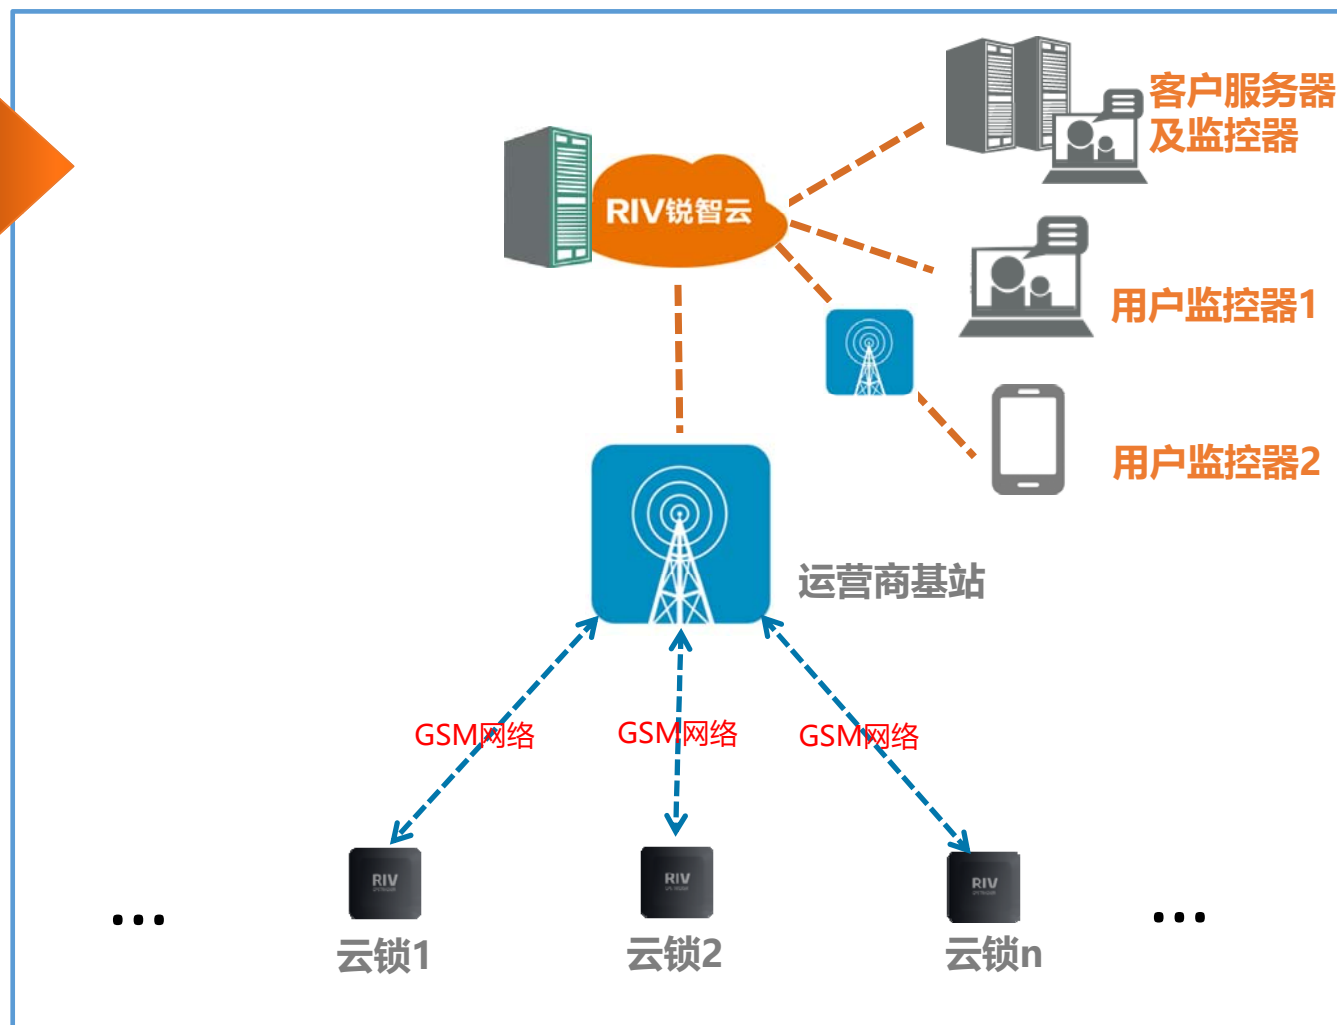 客户服务器
及监控器
RIV锐智云
用户监控器1
用户监控器2
运营商基站
GSM网络
GSM网络
GSM网络
RIV
RIV
RIV
...
...
云锁1
云锁2
云锁n